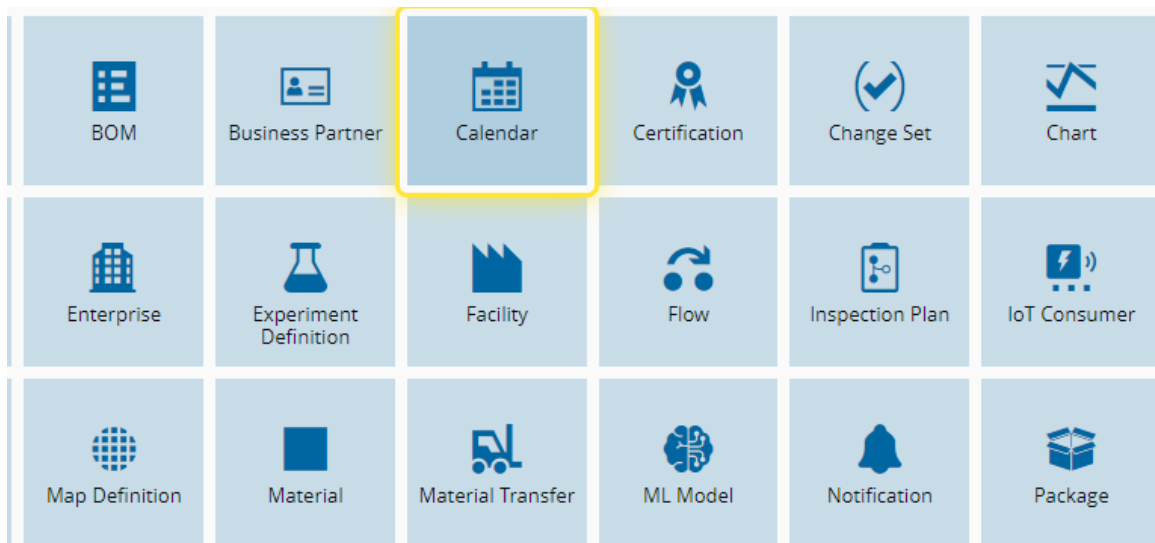 BOM
Business Partner
Calendar
Certification
Change Set
Chart
Enterprise
Experiment
Definition
Facility
Flow
Inspection Plan
IoT Consumer
Map Definition
Material
Material Transfer
ML Model
Notification
Package